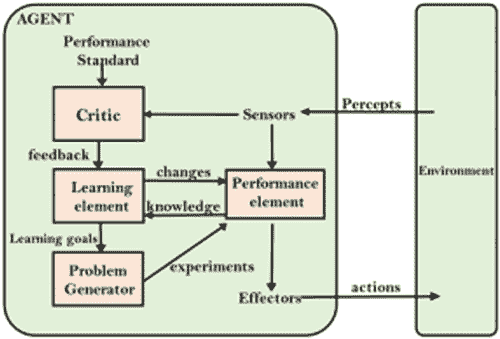 AGENT
Performance
Standard
Critic
Sensors
Percepts
feedback
changes
Environment
Learning
element
Performance
element
knowledge
Learning goals
Problem
Generator
experiments
Effectors
actions